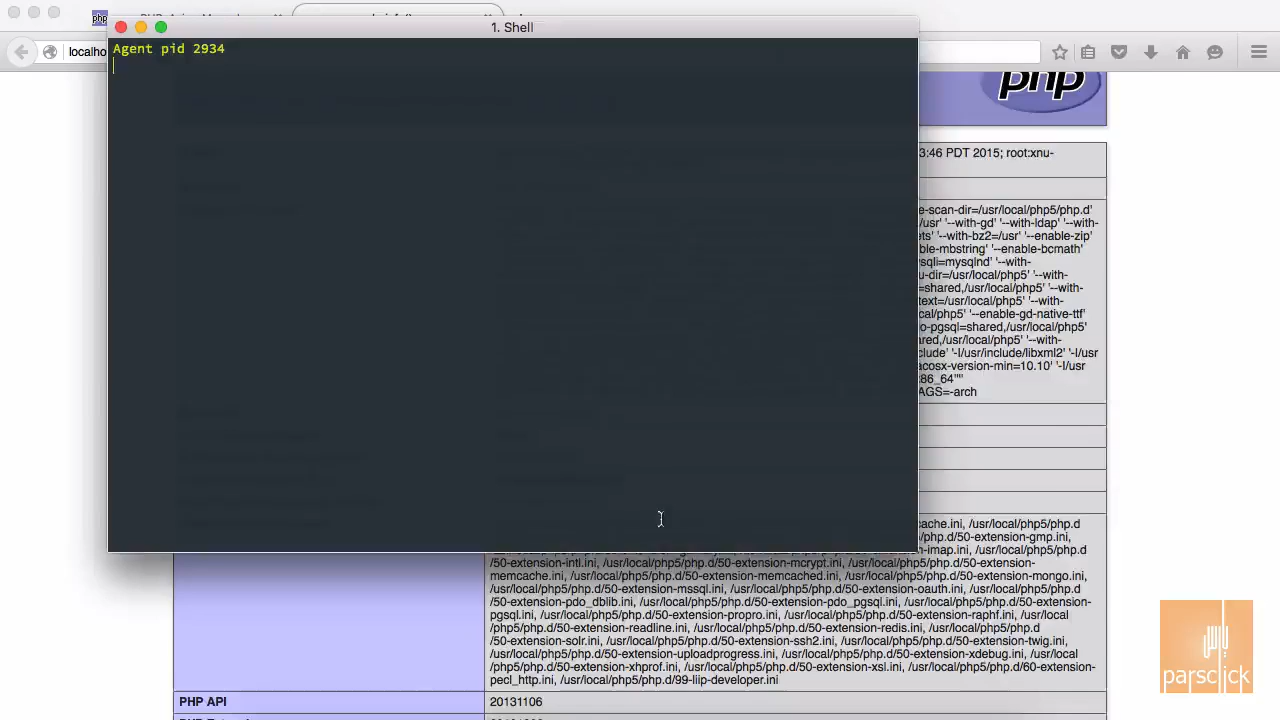 php
1. Shell
localho
Agent pid 2934
php
3:46 PDT 2015; root:xnu-
e-scan-dir=/usr/local/php5/php.d'
/usr' '--with-gd' '--with-ldap' '--with-
ets' '--with-bz2=/usr' '--enable-zip'
ble-mbstring' '--enable-bcmath'
ysqli=mysqlnd' '--with-
u-dir=/usr/local/php5' '--with-
=shared,/usr/local/php5' '--with-
text=/usr/local/php5' '--with-
cal/php5' '--enable-gd-native-ttf'
o-pgsql=shared,/usr/local/php5'
ared,/usr/local/php5' '--with-
clude' '-I/usr/include/libxml2' '-I/usr
acosx-version-min=10.10' '-I/usr
86_64""
AGS=-arch
cache.ini, /usr/local/php5/php.d
d/50-extension-gmp.ini,
-imap.ini, /usr/local/php5/php.d
/50-extension-intl.ini, /usr/local/php5/php.d/50-extension-mcrypt.ini, /usr/local/php5/php.d/50-extension-
memcache.ini, /usr/local/php5/php.d/50-extension-memcached.ini, /usr/local/php5/php.d/50-extension-mongo.ini,
/usr/local/php5/php.d/50-extension-mssql.ini, /usr/local/php5/php.d/50-extension-oauth.ini, /usr/local/php5/php.d
/50-extension-pdo_dblib.ini, /usr/local/php5/php.d/50-extension-pdo_pgsql.ini, /usr/local/php5/php.d/50-extension-
pgsql.ini, /usr/local/php5/php.d/50-extension-propro.ini, /usr/local/php5/php.d/50-extension-raphf.ini, /usr/local
/php5/php.d/50-extension-readline.ini, /usr/local/php5/php.d/50-extension-redis.ini, /usr/local/php5/php.d
/50-extension-solr.ini, /usr/local/php5/php.d/50-extension-ssh2.ini, /usr/local/php5/php.d/50-extension-twig.ini,
/usr/local/php5/php.d/50-extension-uploadprogress.ini, /usr/local/php5/php.d/50-extension-xdebug.ini, /usr/local
/php5/php.d/50-extension-xhprof.ini, /usr/local/php5/php.d/50-extension-xsl.ini, /usr/local/php5/php.d/60-extension-
pecl_http.ini, /usr/local/php5/php.d/99-liip-developer.ini
PHP API 20131106
parsclick